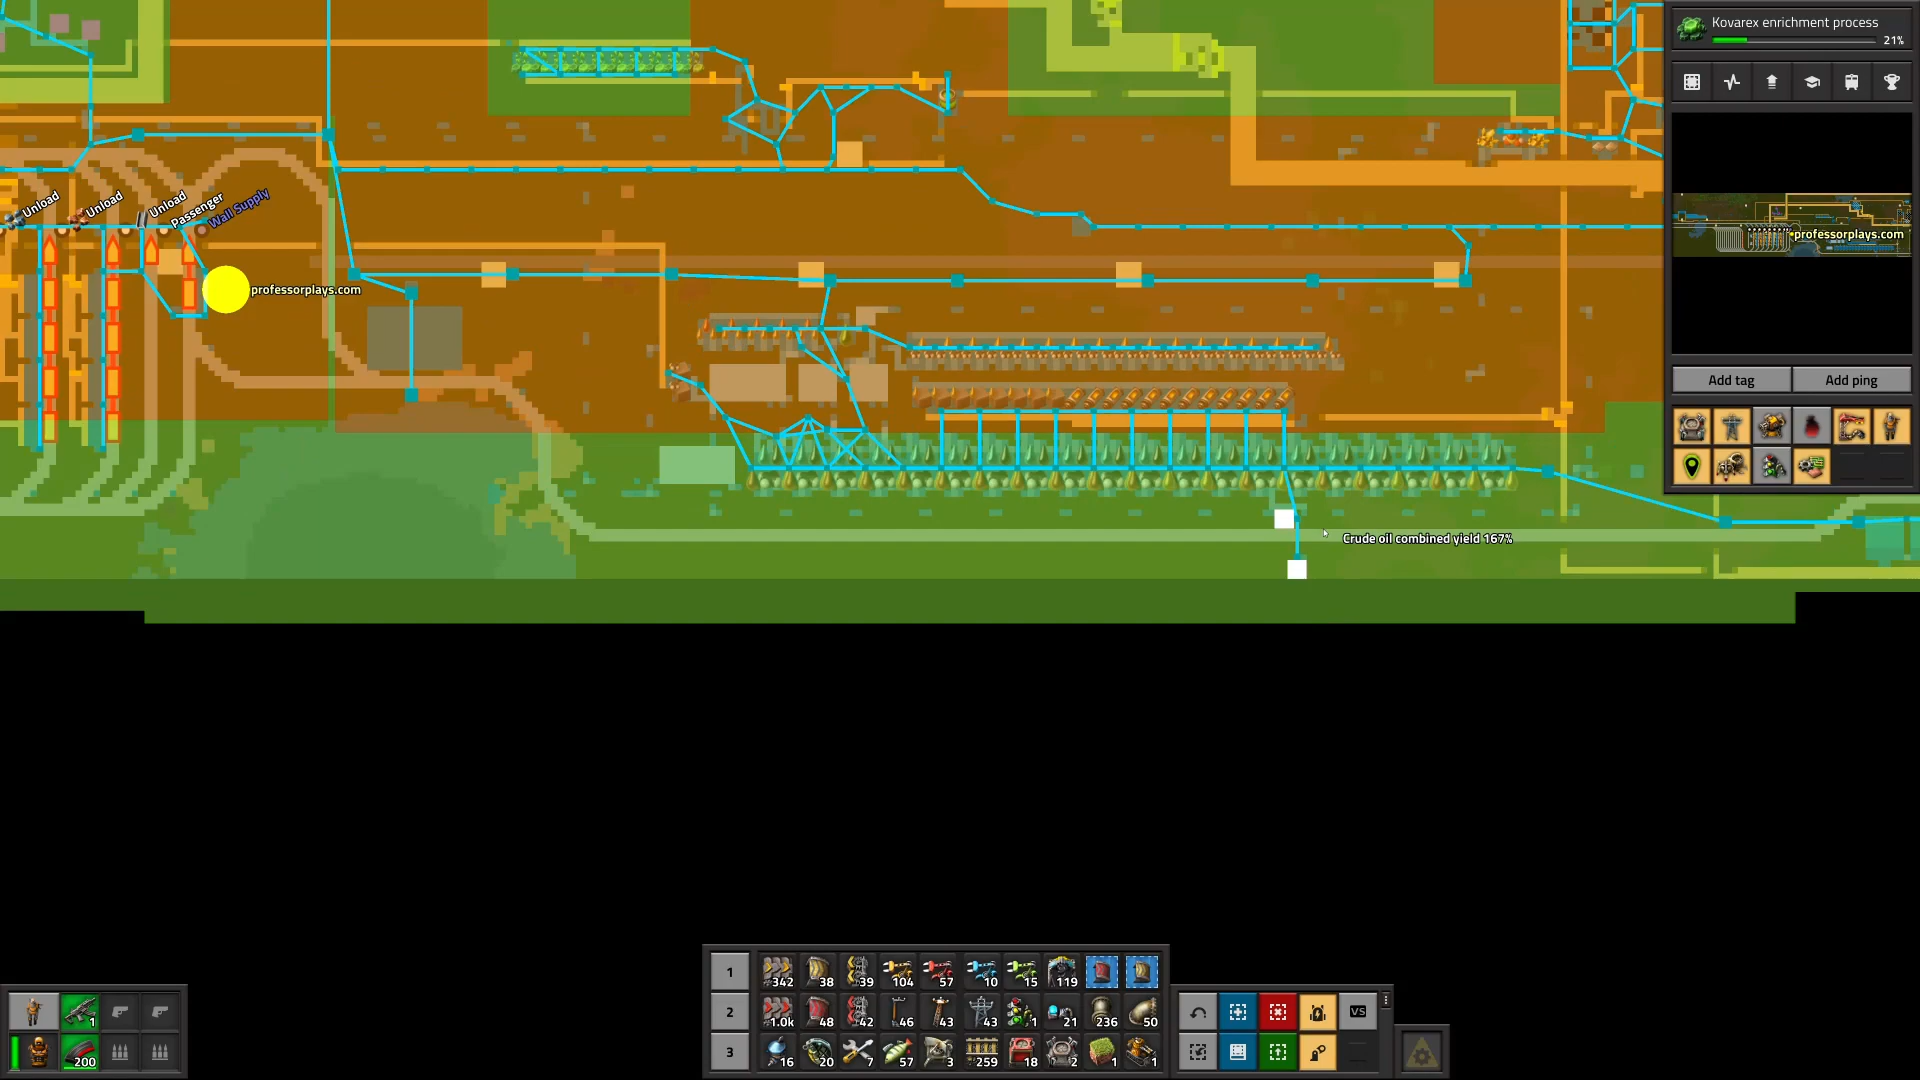 Kovarex enrichment process
21%
Unload
Unload
Unload
Passenger
Wall Supply
professorplays.com
professorplays.com
Add tag
Add ping
Crude oil combined yield 167%
1
342
38
39
104
57
10
15
119
2
1.0k
48
42
46
43
43
1
21
236
50
3
16
20
7
57
3
259
18
2
1
1
1
200
VS